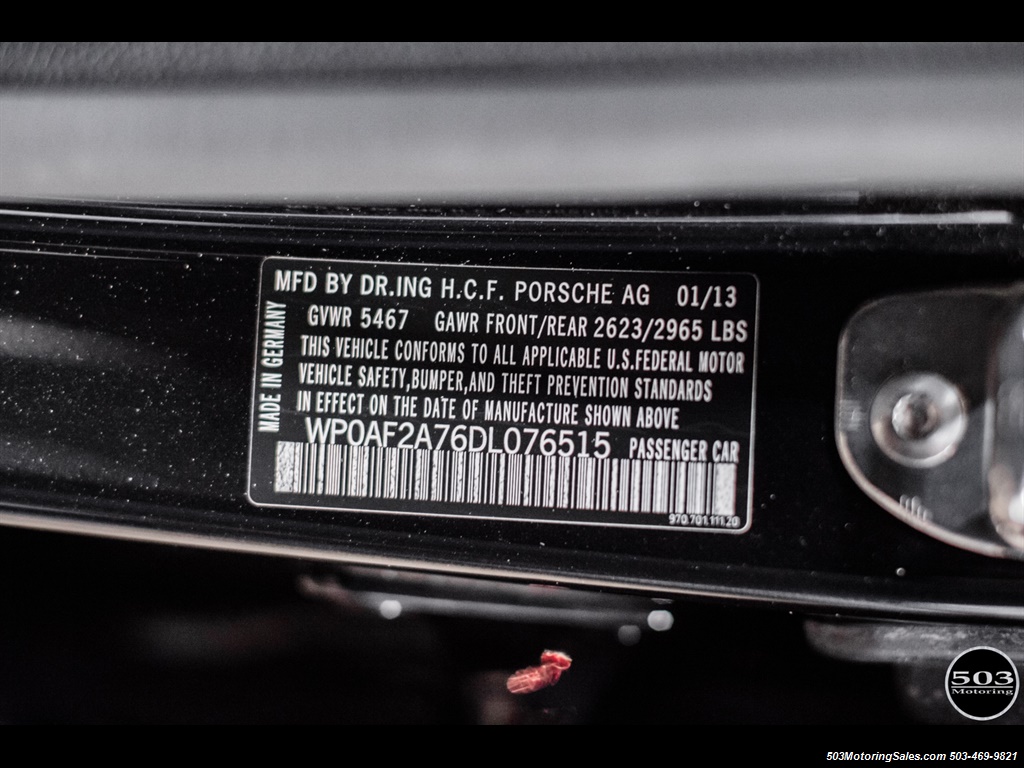 MFD BY DR.ING H.C.F. PORSCHE AG 01/13
GVWR 5467 GAWR FRONT/REAR 2623/2965 LBS
THIS VEHICLE CONFORMS TO ALL APPLICABLE U.S.FEDERAL MOTOR
VEHICLE SAFETY,BUMPER,AND THEFT PREVENTION STANDARDS
IN EFFECT ON THE DATE OF MANUFACTURE SHOWN ABOVE
WP0AF2A76DL076515 PASSENGER CAR
MADE IN GERMANY
970.701.111.20
503
Motoring
503MotoringSales.com 503-469-9821